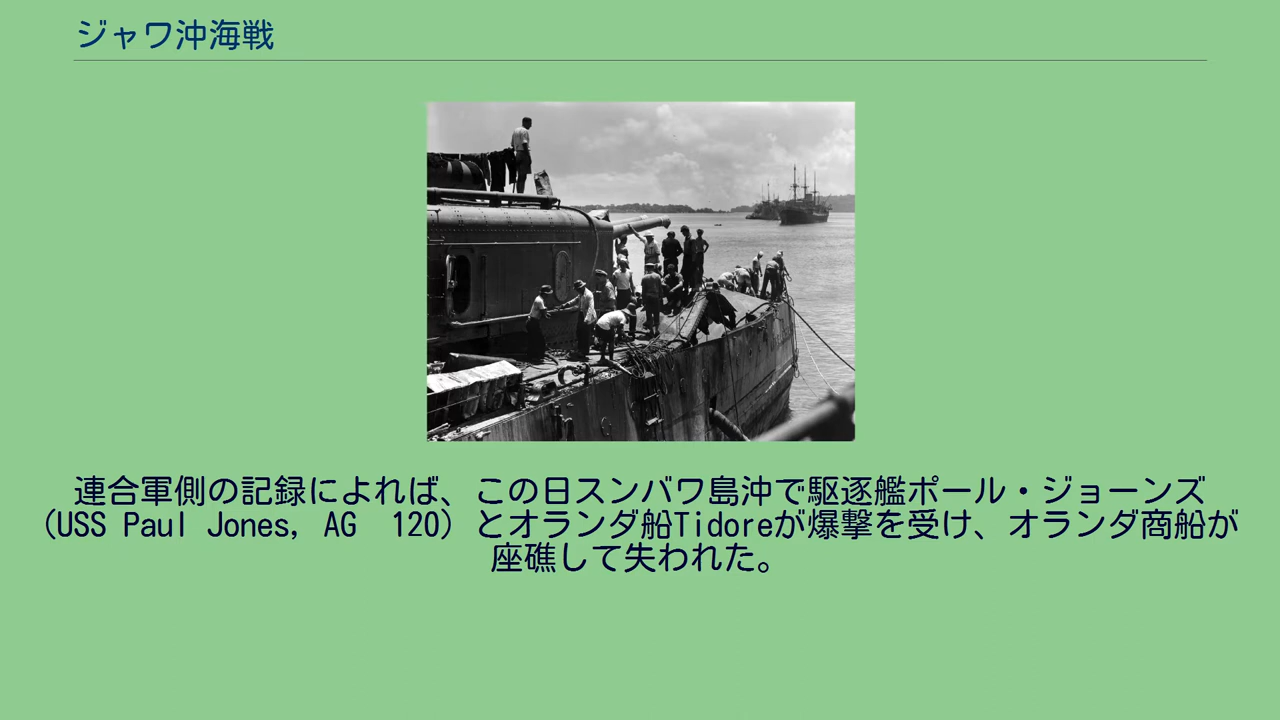 ジャワ沖海戦
連合軍側の記録によれば、この日スンバワ島沖で駆逐艦ポール・ジョーンズ
(USS Paul Jones, AG 120) とオランダ船Tidoreが爆撃を受け、オランダ商船が
座礁して失われた。